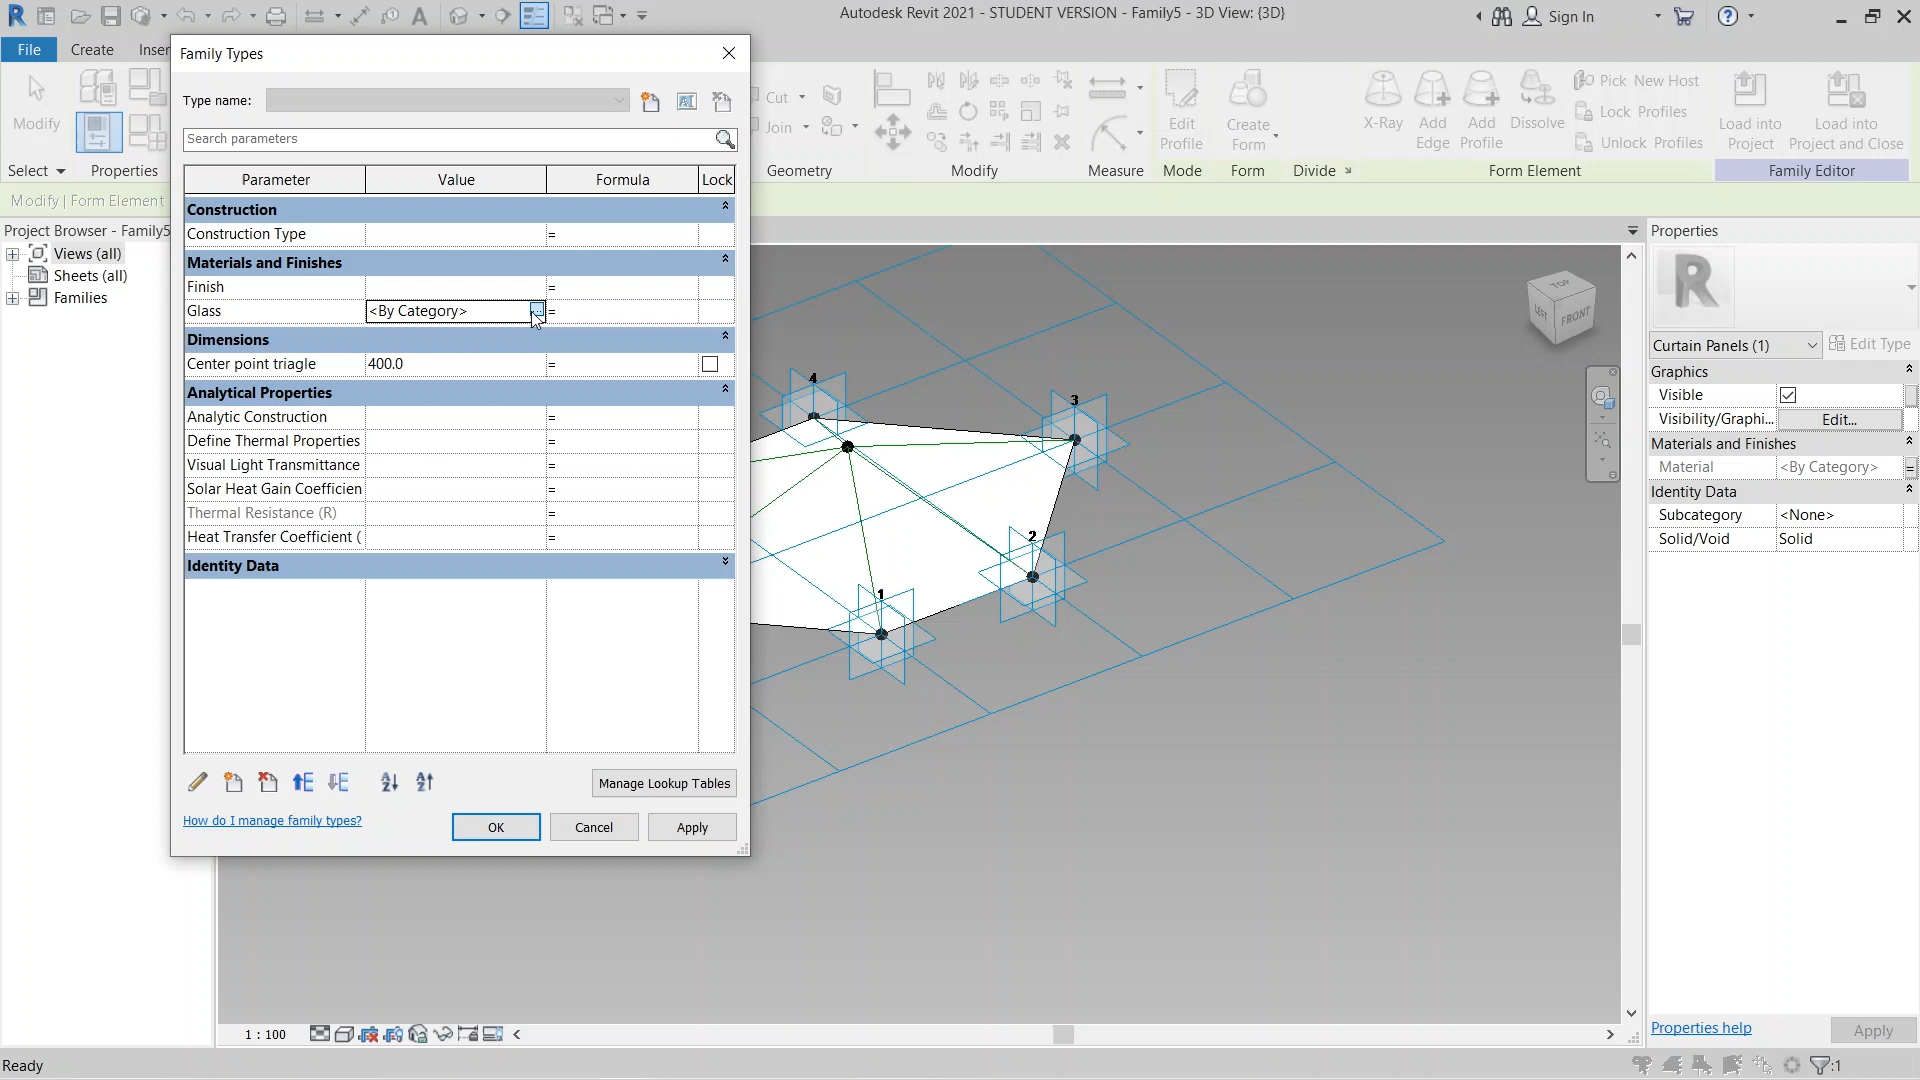 Autodesk Revit 2021 - STUDENT VERSION - Family5 - 3D View: {3D}
Sign In
File
Create
Inser
Modify
Select
Properties
Cut
Join
Geometry
Modify
Measure
Edit
Profile
Mode
Create
Form
Form
Divide
X-Ray
Add
Edge
Add
Profile
Dissolve
Pick New Host
Lock Profiles
Unlock Profiles
Form Element
Load into
Project
Load into
Project and Close
Family Editor
Modify | Form Element
Project Browser - Family5
Views (all)
Sheets (all)
Families
Family Types
Type name:
Search parameters
Parameter
Value
Formula
Lock
Construction
Construction Type
=
Materials and Finishes
Finish
=
Glass
<By Category>
=
Dimensions
Center point triagle
400.0
=
Analytical Properties
Analytic Construction
=
Define Thermal Properties
=
Visual Light Transmittance
=
Solar Heat Gain Coefficien
=
Thermal Resistance (R)
=
Heat Transfer Coefficient (
=
Identity Data
Manage Lookup Tables
How do I manage family types?
OK
Cancel
Apply
4
3
2
1
TOP
LEFT
FRONT
Properties
Curtain Panels (1)
Edit Type
Graphics
Visible
Visibility/Graphi...
Edit...
Materials and Finishes
Material
<By Category>
=
Identity Data
Subcategory
<None>
Solid/Void
Solid
Properties help
Apply
1 : 100
Ready
:1